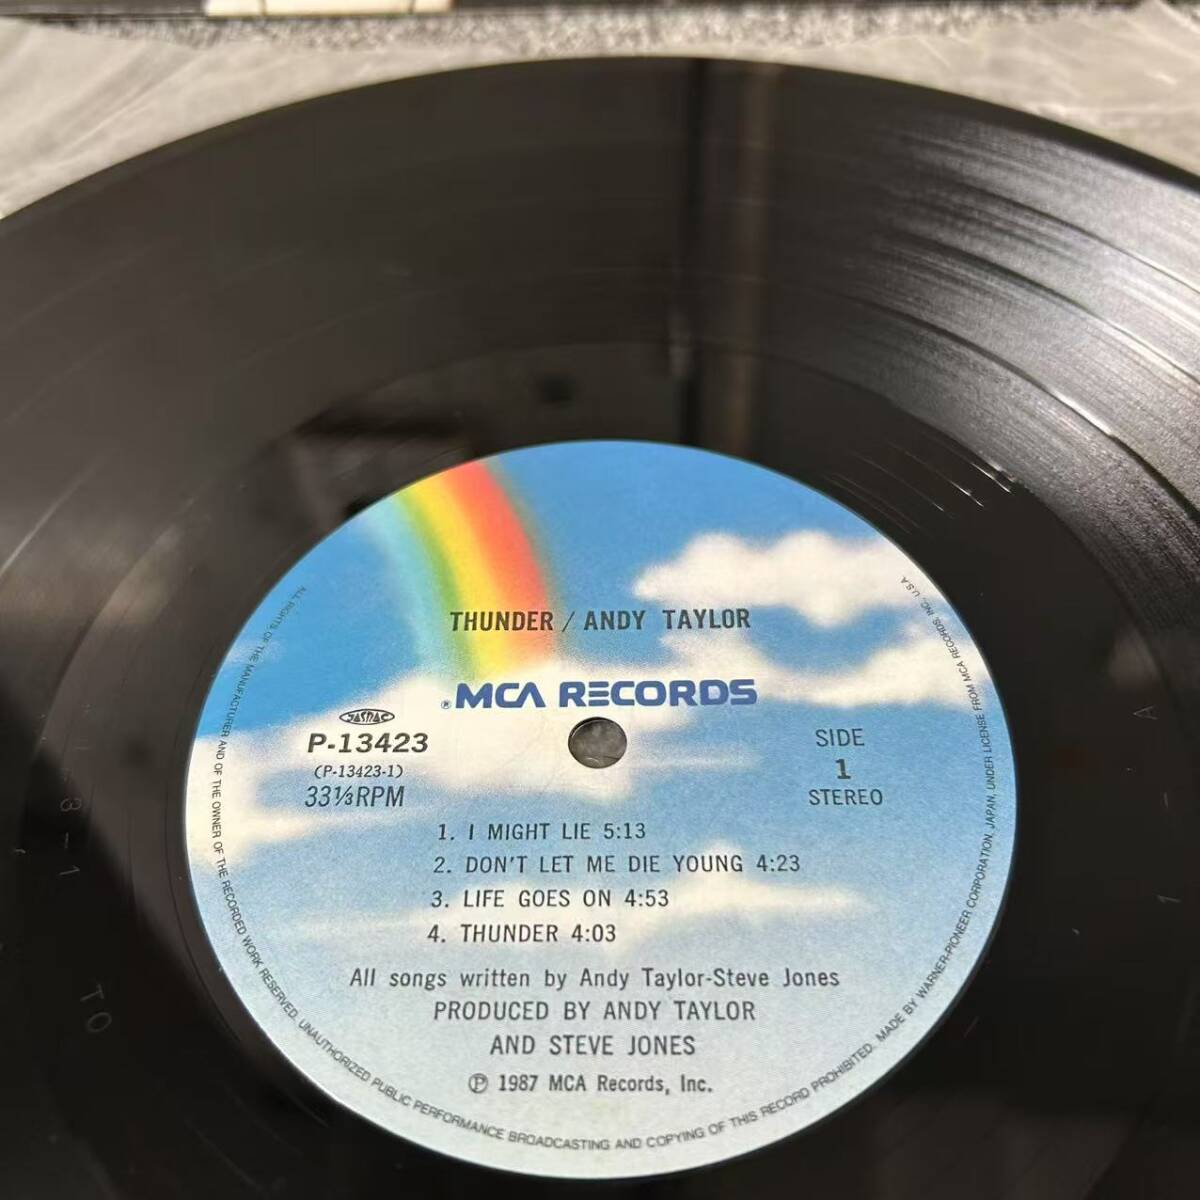 THUNDER / ANDY TAYLOR
® MCA RECORDS
JASRAC
P-13423
(P-13423-1)
33⅓RPM
SIDE
1
STEREO
1. I MIGHT LIE 5:13
2. DON'T LET ME DIE YOUNG 4:23
3. LIFE GOES ON 4:53
4. THUNDER 4:03
All songs written by Andy Taylor-Steve Jones
PRODUCED BY ANDY TAYLOR
AND STEVE JONES
Ⓟ 1987 MCA Records, Inc.
ALL RIGHTS OF THE MANUFACTURER AND OF THE OWNER OF THE RECORDED WORK RESERVED. UNAUTHORIZED PUBLIC PERFORMANCE BROADCASTING AND COPYING OF THIS RECORD PROHIBITED. MADE BY WARNER-PIONEER CORPORATION, JAPAN, UNDER LICENSE FROM MCA RECORDS, INC., U.S.A.
TO